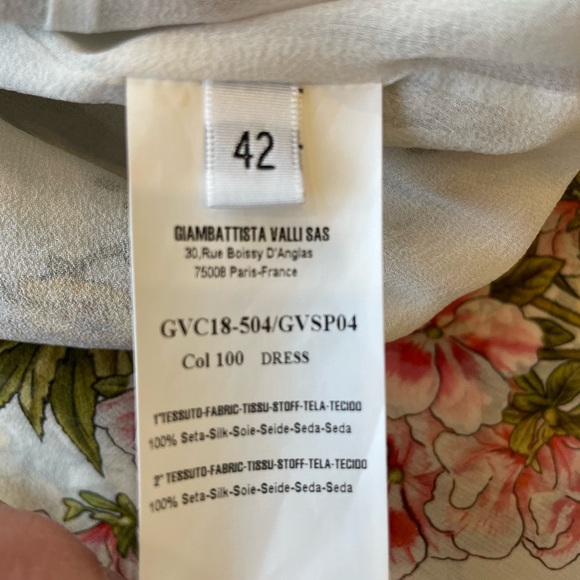 42
GIAMBATTISTA VALLI SAS
30,Rue Boissy D'Anglas
75008 Paris-France
GVC18-504/GVSP04
Col 100 DRESS
1°TESSUTO-FABRIC-TISSU-STOFF-TELA-TECIDO
100% Seta-Silk-Soie-Seide-Seda-Seda
2° TESSUTO-FABRIC-TISSU-STOFF-TELA-TECIDO
100% Seta-Silk-Soie-Seide-Seda-Seda